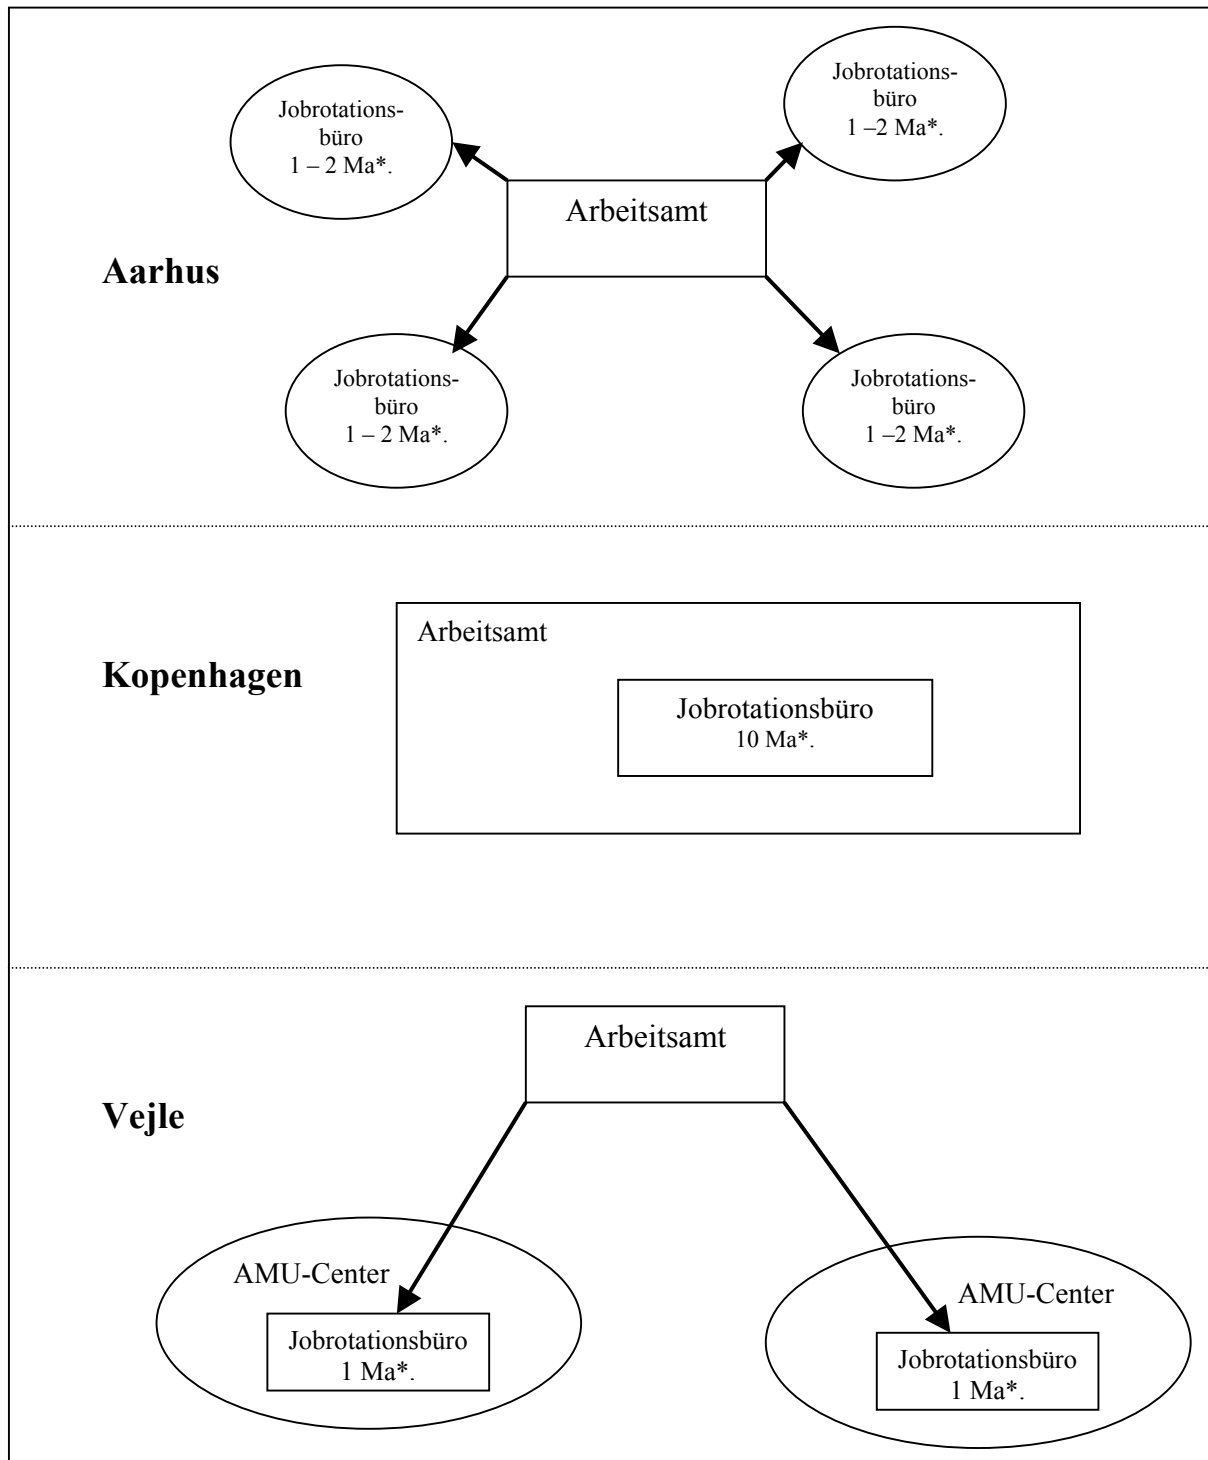 Jobrotations-
büro
1 – 2 Ma*.
Jobrotations-
büro
1 –2 Ma*.
Arbeitsamt
Aarhus
Jobrotations-
büro
1 – 2 Ma*.
Jobrotations-
büro
1 –2 Ma*.
Arbeitsamt
Kopenhagen
Jobrotationsbüro
10 Ma*.
Arbeitsamt
Vejle
AMU-Center
Jobrotationsbüro
1 Ma*.
AMU-Center
Jobrotationsbüro
1 Ma*.